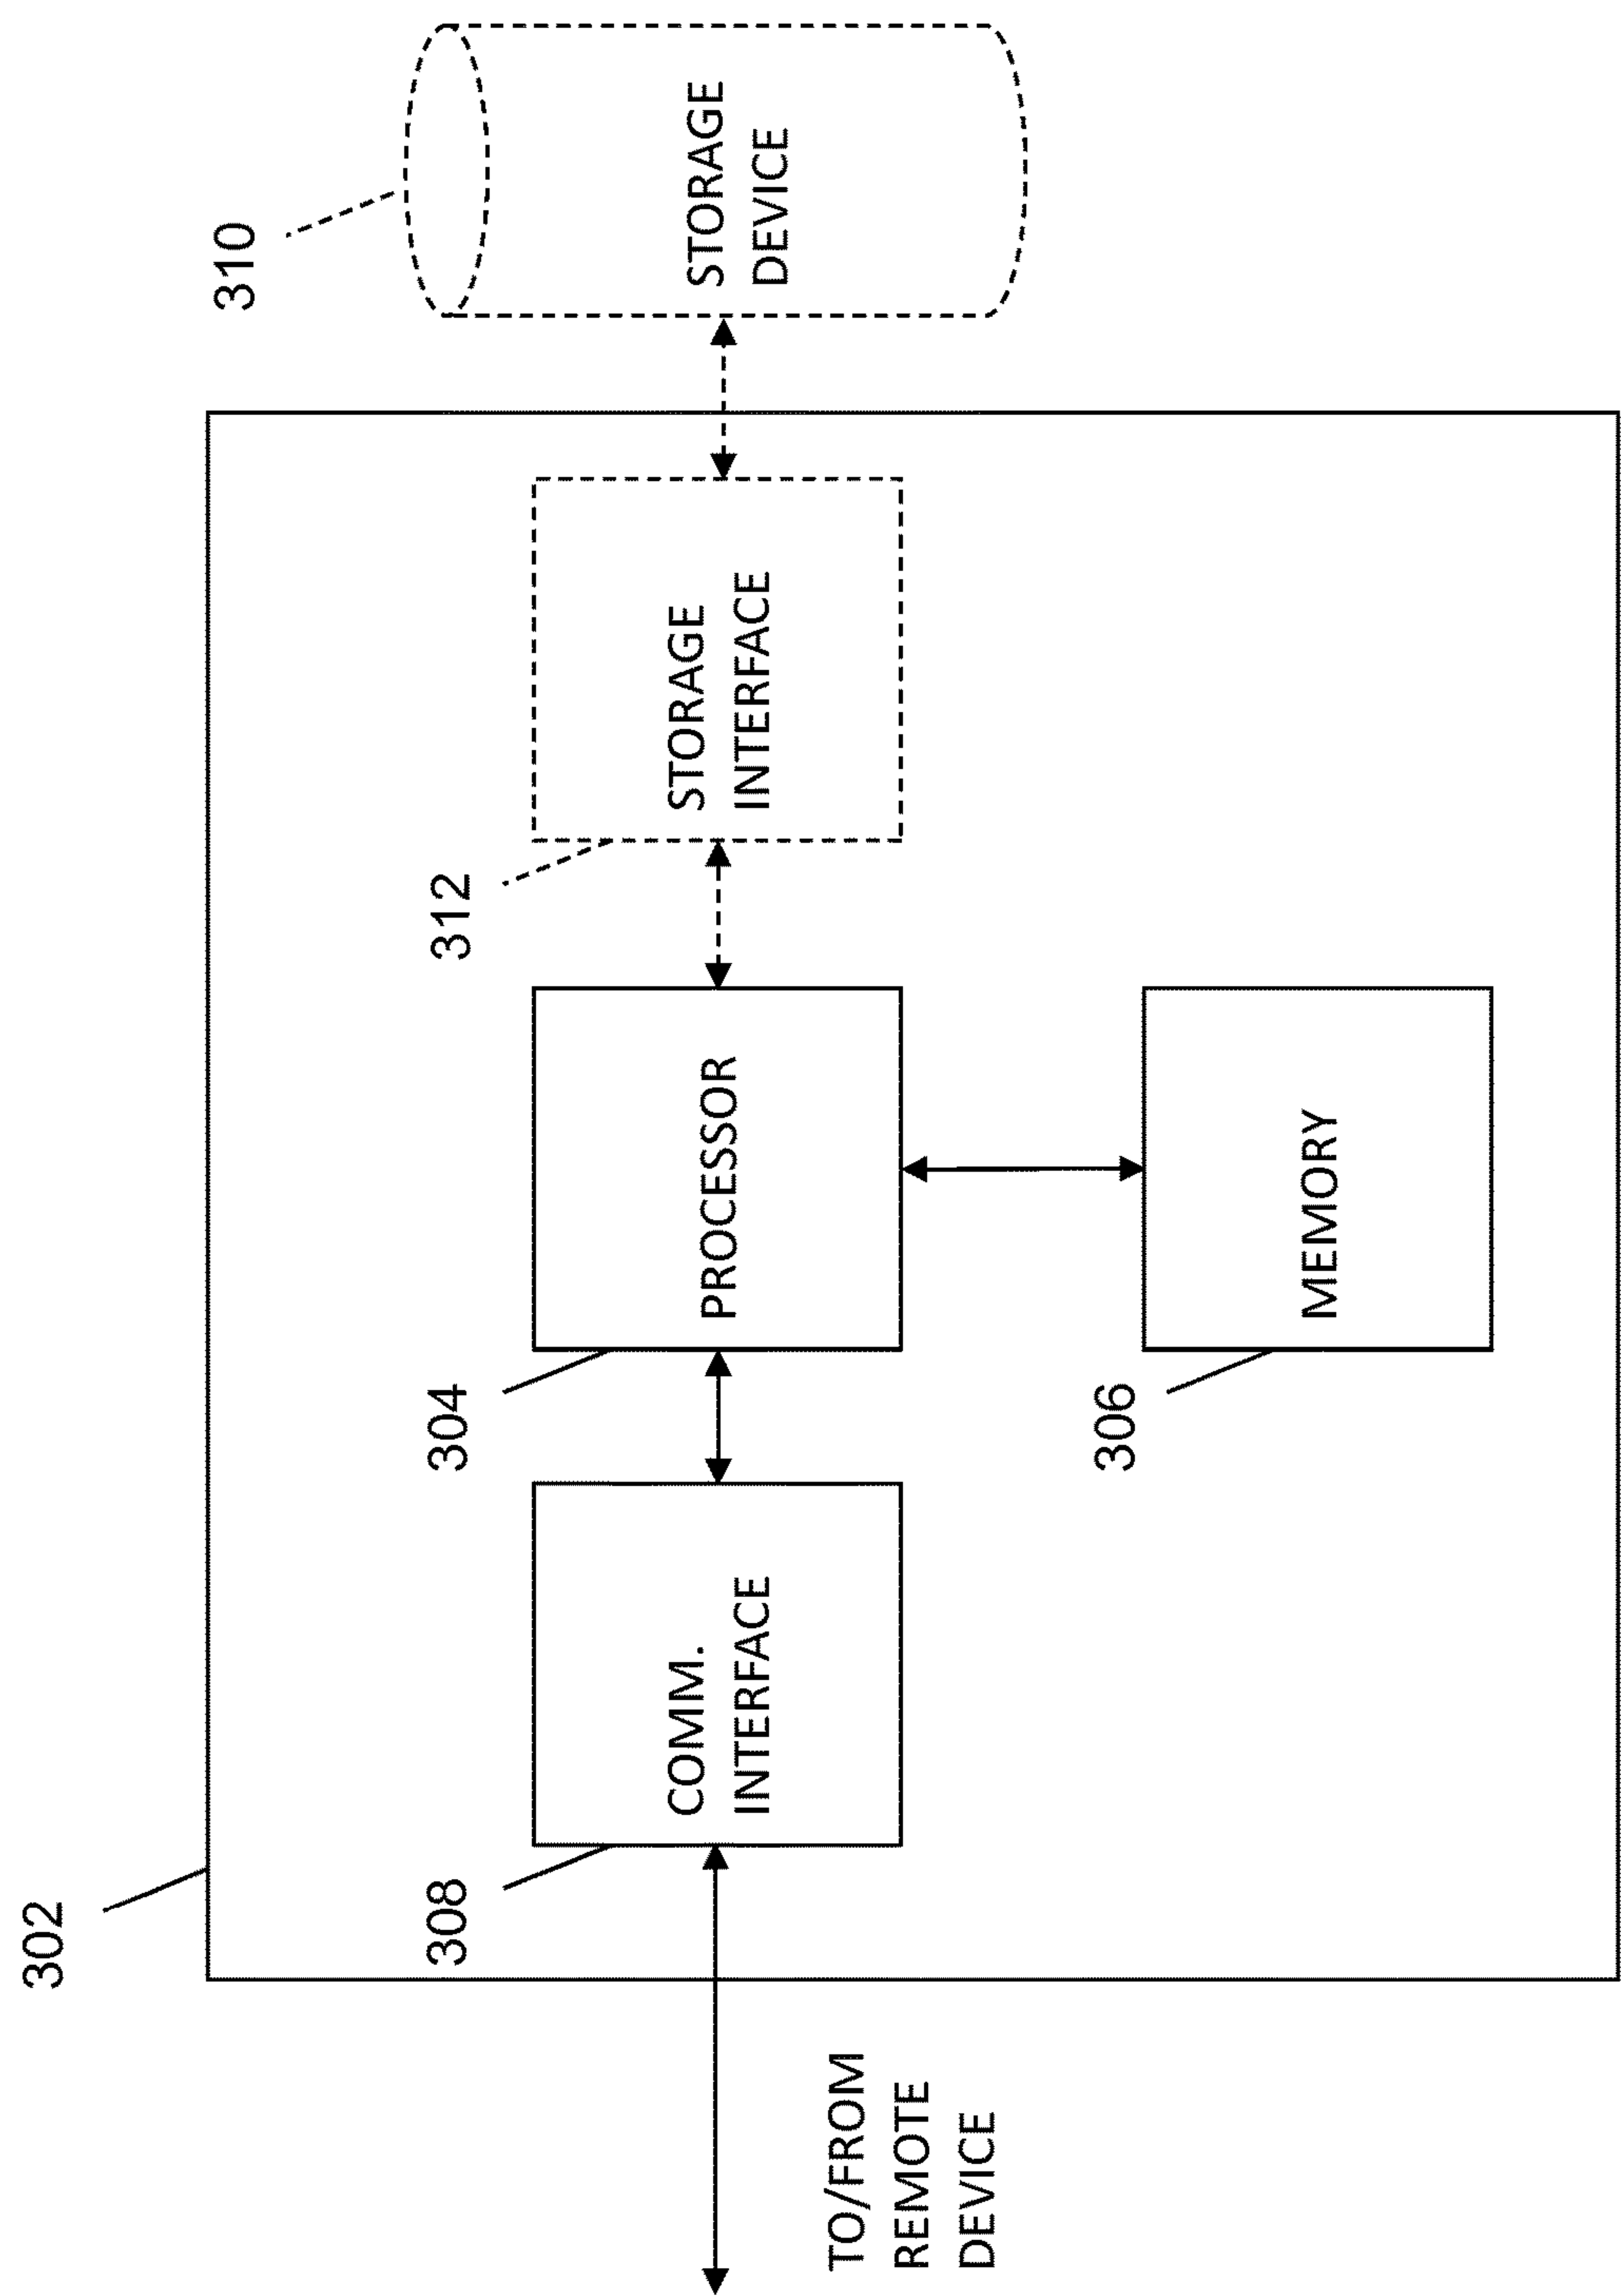 302
308
COMM.
INTERFACE
304
PROCESSOR
312
STORAGE
INTERFACE
310
STORAGE
DEVICE
306
MEMORY
TO/FROM
REMOTE
DEVICE